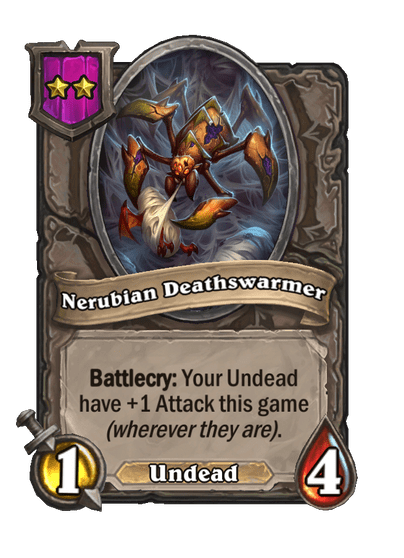 Nerubian Deathswarmer
Battlecry: Your Undead
have +1 Attack this game
(wherever they are).
1
Undead
4